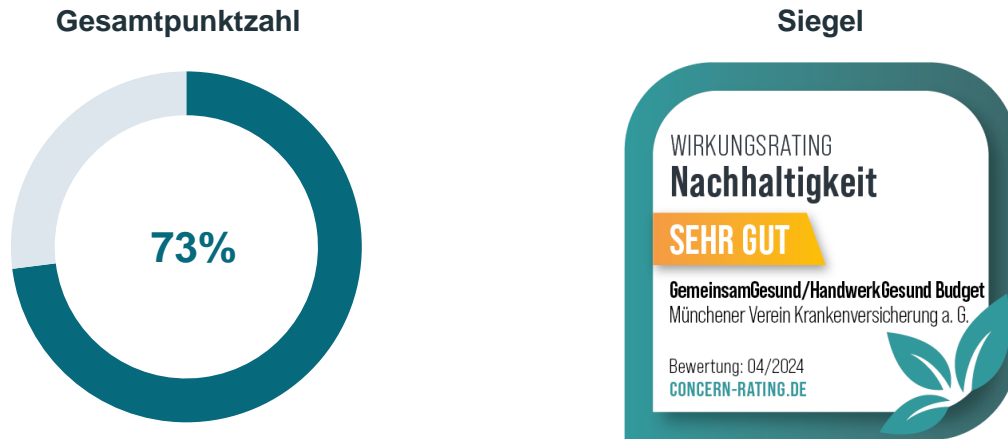 Gesamtpunktzahl
73%
Siegel
WIRKUNGSRATING
Nachhaltigkeit
SEHR GUT
GemeinsamGesund/HandwerkGesund Budget
Münchener Verein Krankenversicherung a. G.
Bewertung: 04/2024
CONCERN-RATING.DE